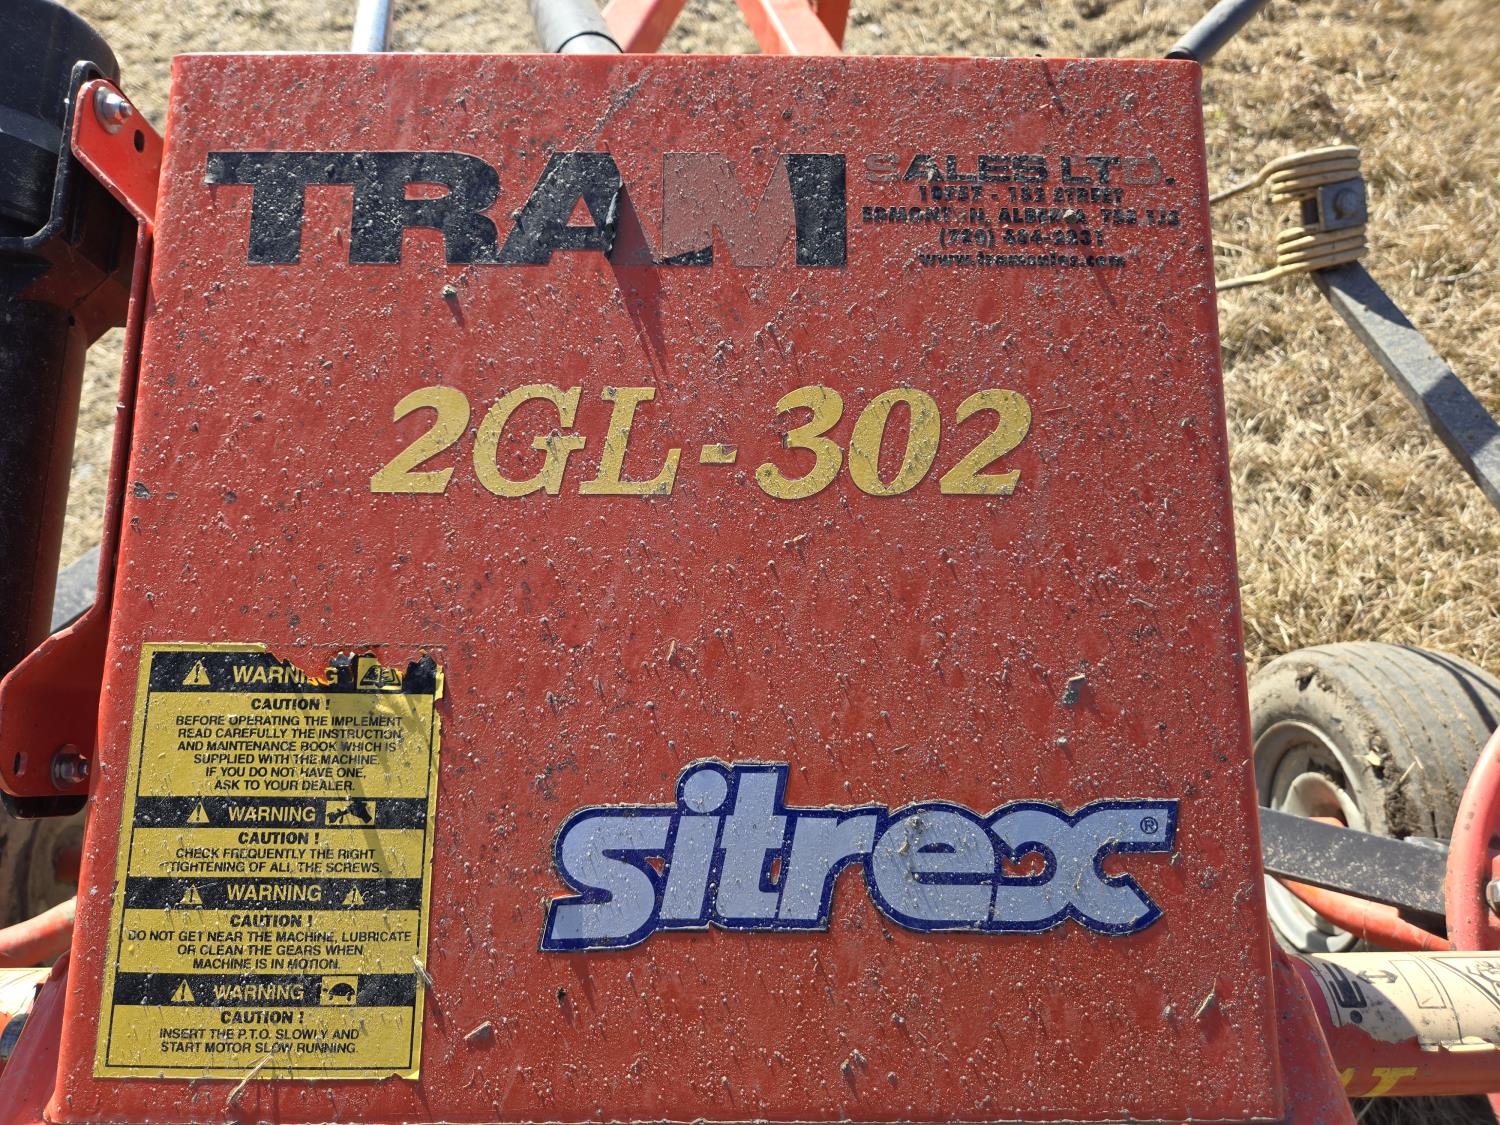 TRAM
SALES LTD.
STREET
EDMONTON, ALBERTA,
2GL-302
WARNING
CAUTION !
BEFORE OPERATING THE IMPLEMENT
READ CAREFULLY THE INSTRUCTION
AND MAINTENANCE BOOK WHICH IS
SUPPLIED WITH THE MACHINE.
IF YOU DO NOT HAVE ONE,
ASK TO YOUR DEALER.
WARNING
CAUTION !
CHECK FREQUENTLY THE RIGHT
TIGHTENING OF ALL THE SCREWS.
WARNING
CAUTION !
DO NOT GET NEAR THE MACHINE, LUBRICATE
OR CLEAN THE GEARS WHEN
MACHINE IS IN MOTION.
WARNING
CAUTION !
INSERT THE P.T.O. SLOWLY AND
START MOTOR SLOW RUNNING.
sitrex ®